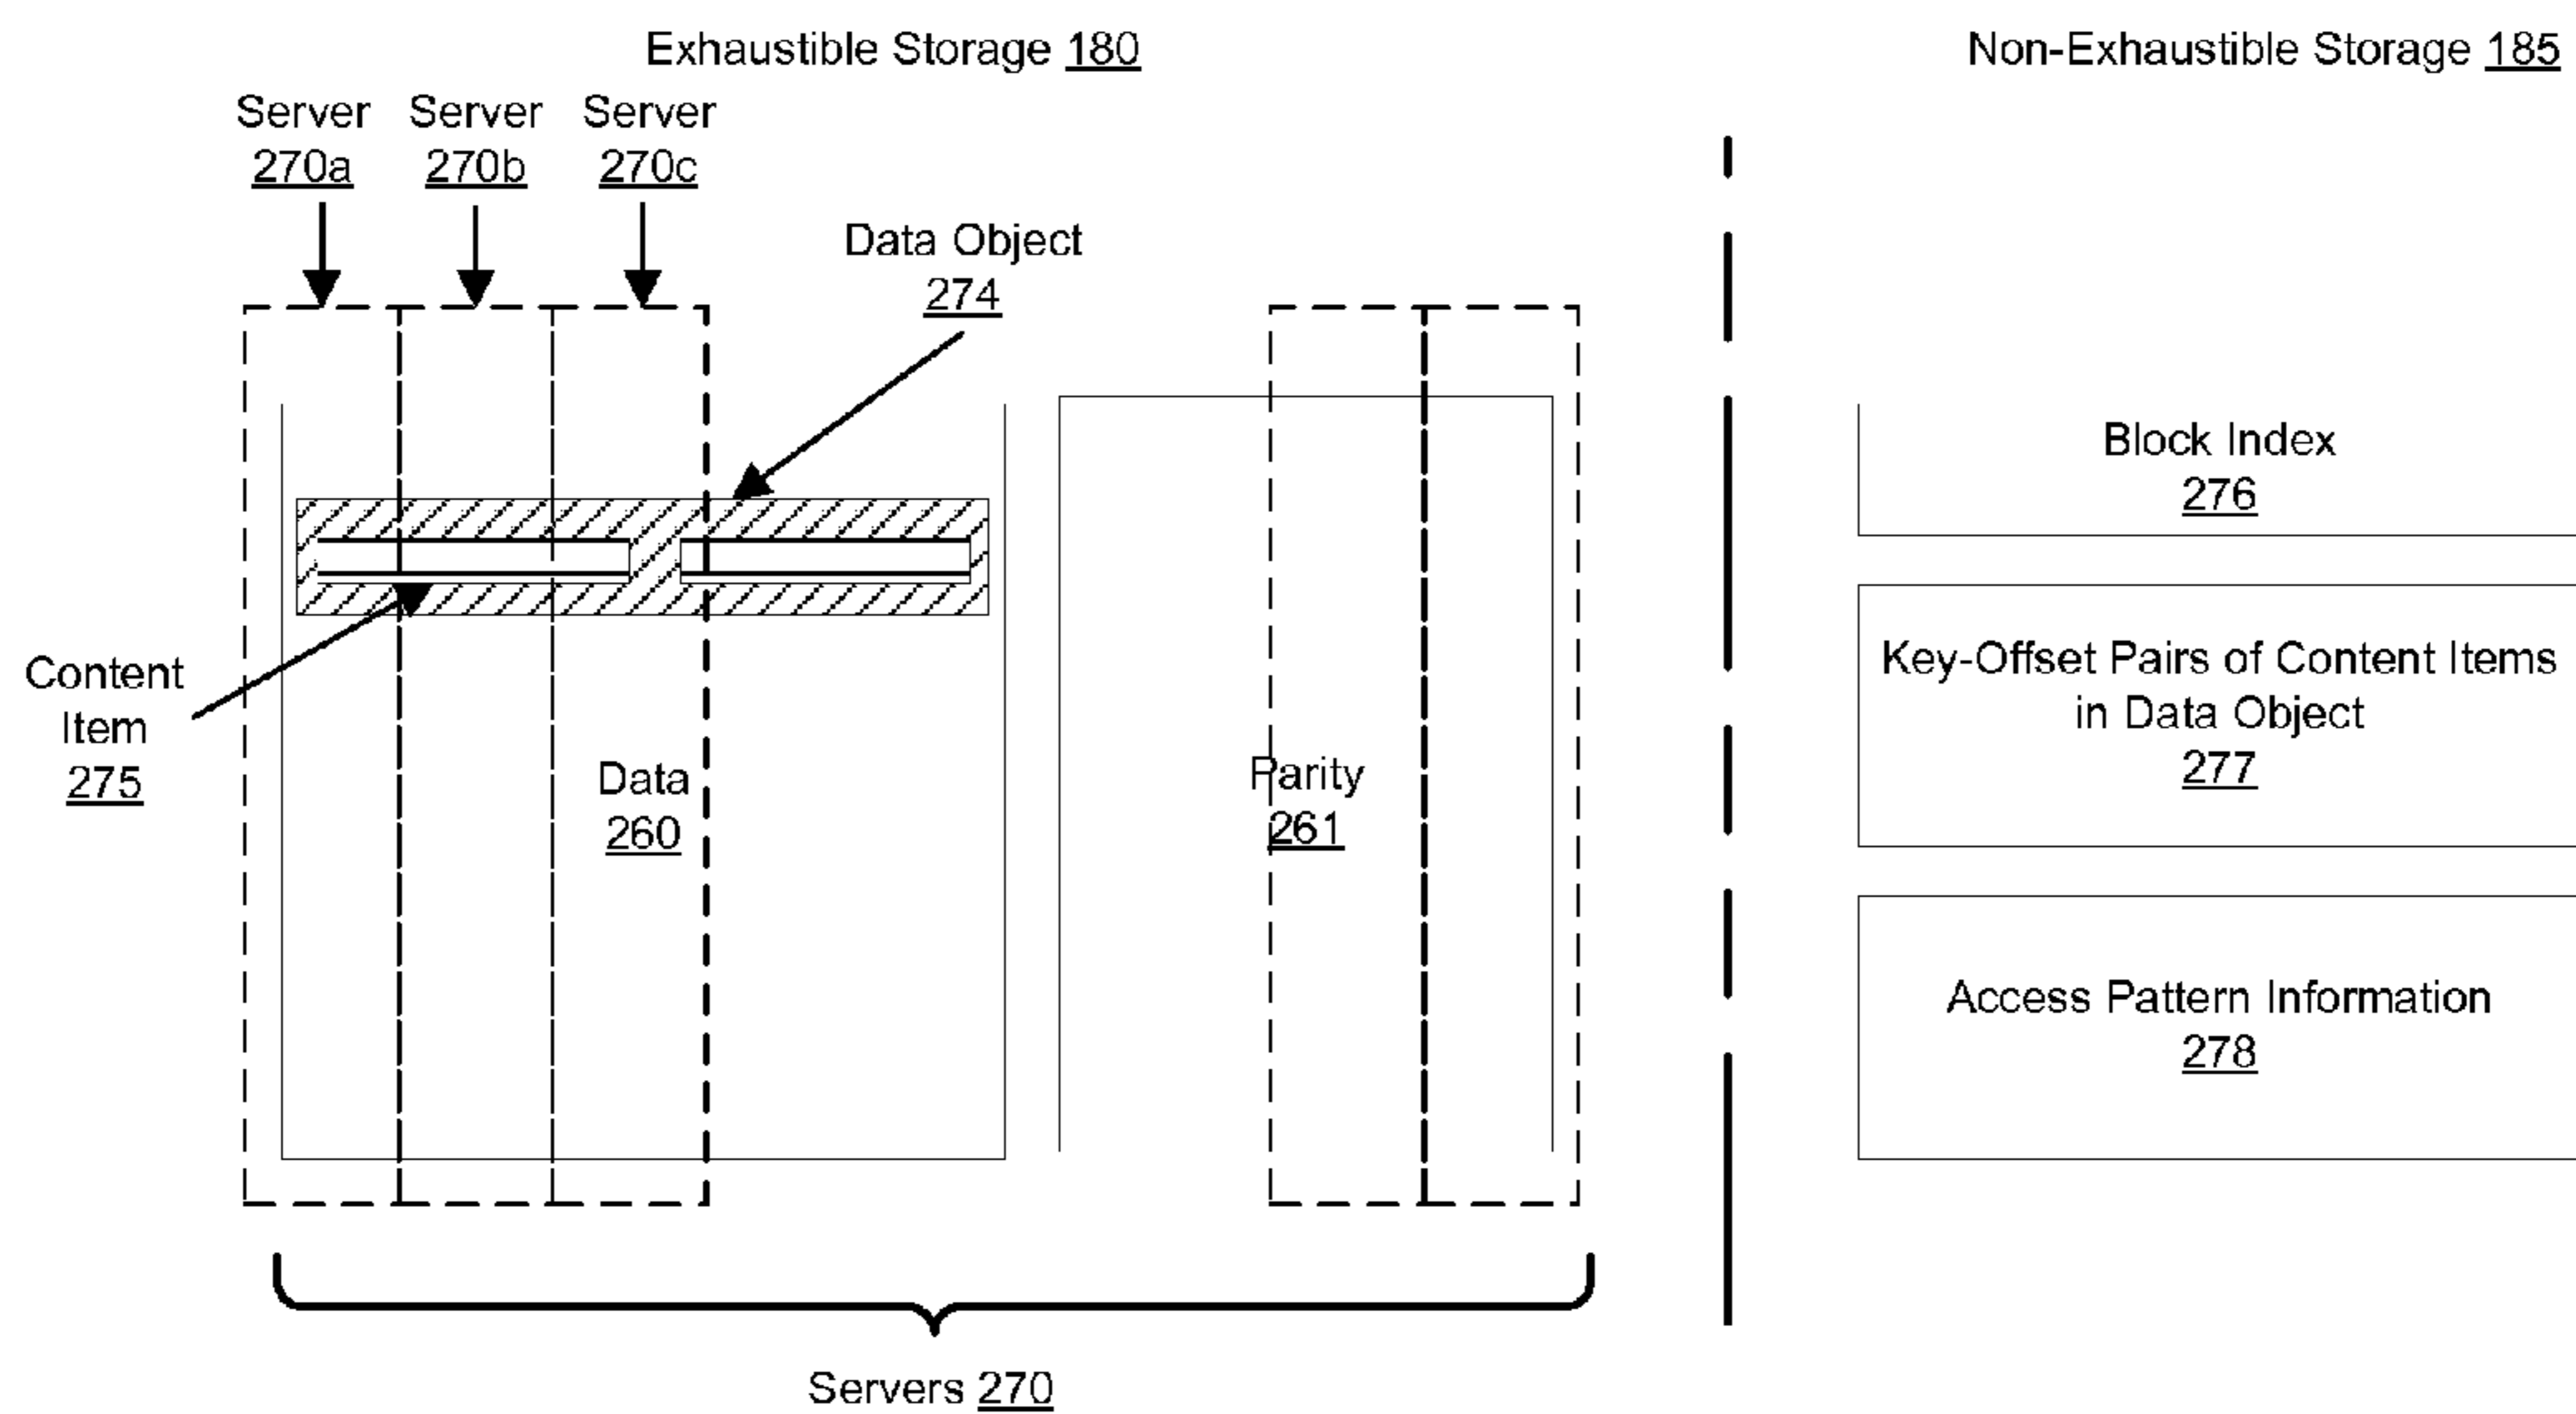 Exhaustible Storage 180
Non-Exhaustible Storage 185
Server 270a
Server 270b
Server 270c
Data Object
274
Block Index
276
Key-Offset Pairs of Content Items
in Data Object
277
Content
Item
275
Data
260
Parity
261
Access Pattern Information
278
Servers 270